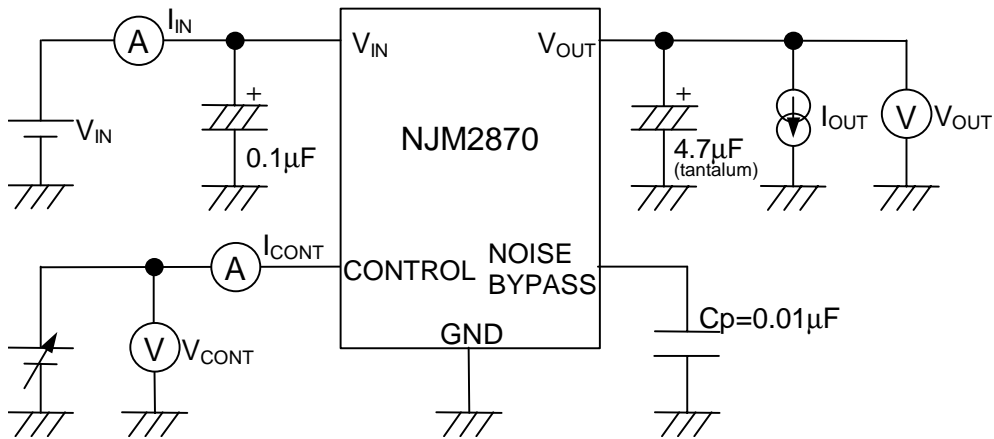 A
I_IN
V_IN
+
0.1μF
V_IN
V_OUT
NJM2870
+
4.7μF
(tantalum)
I_OUT
V
V_OUT
A
I_CONT
CONTROL
NOISE
BYPASS
GND
V
V_CONT
Cp=0.01μF